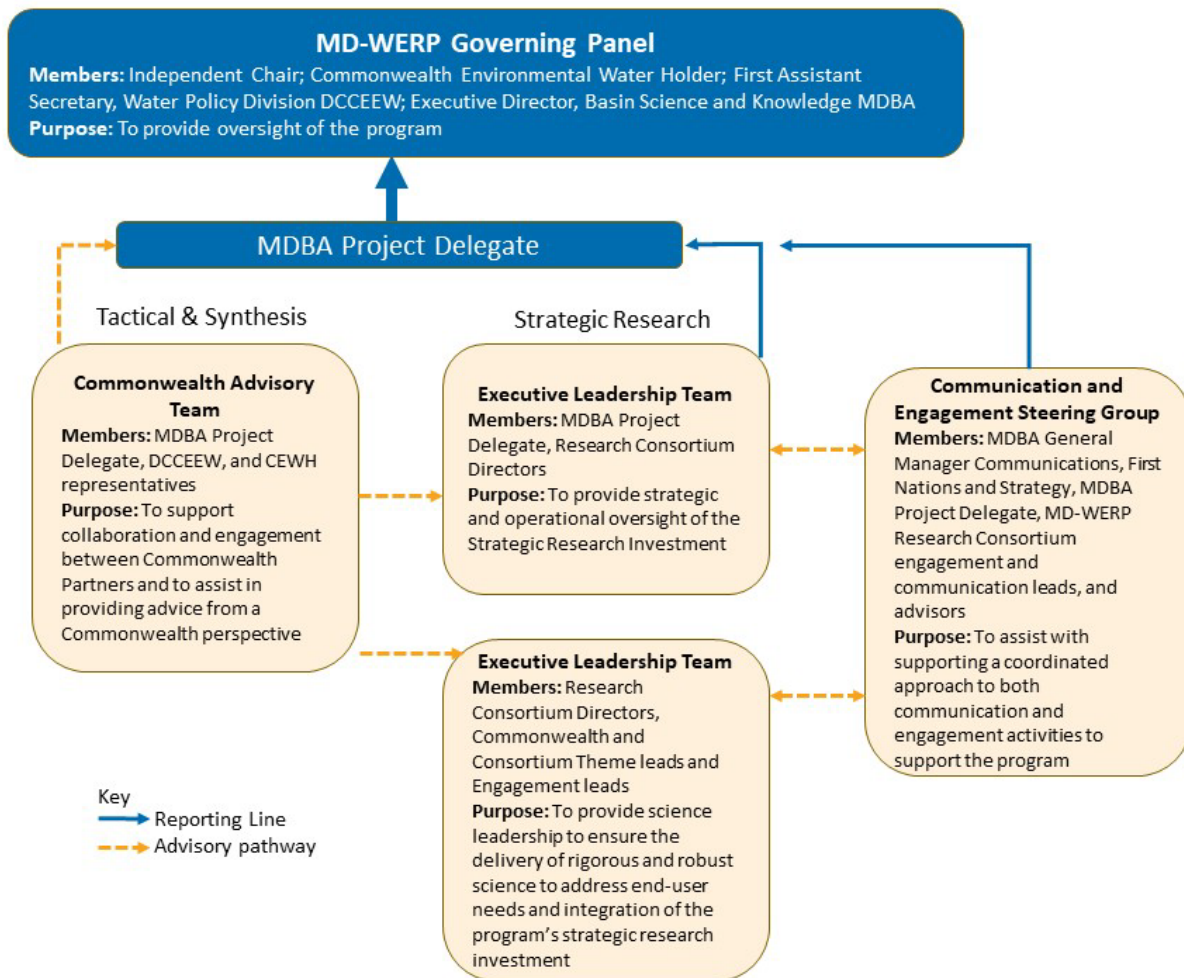 MD-WERP Governing Panel
Members: Independent Chair; Commonwealth Environmental Water Holder; First Assistant
Secretary, Water Policy Division DCCEEW; Executive Director, Basin Science and Knowledge MDBA
Purpose: To provide oversight of the program
MDBA Project Delegate
Tactical & Synthesis
Strategic Research
Commonwealth Advisory
Team
Members: MDBA Project
Delegate, DCCEEW, and CEWH
representatives
Purpose: To support
collaboration and engagement
between Commonwealth
Partners and to assist in
providing advice from a
Commonwealth perspective
Executive Leadership Team
Members: MDBA Project
Delegate, Research Consortium
Directors
Purpose: To provide strategic
and operational oversight of the
Strategic Research Investment
Communication and
Engagement Steering Group
Members: MDBA General
Manager Communications, First
Nations and Strategy, MDBA
Project Delegate, MD-WERP
Research Consortium
engagement and
communication leads, and
advisors
Purpose: To assist with
supporting a coordinated
approach to both
communication and
engagement activities to
support the program
Executive Leadership Team
Members: Research
Consortium Directors,
Commonwealth and
Consortium Theme leads and
Engagement leads
Purpose: To provide science
leadership to ensure the
delivery of rigorous and robust
science to address end-user
needs and integration of the
program's strategic research
investment
Key
Reporting Line
Advisory pathway